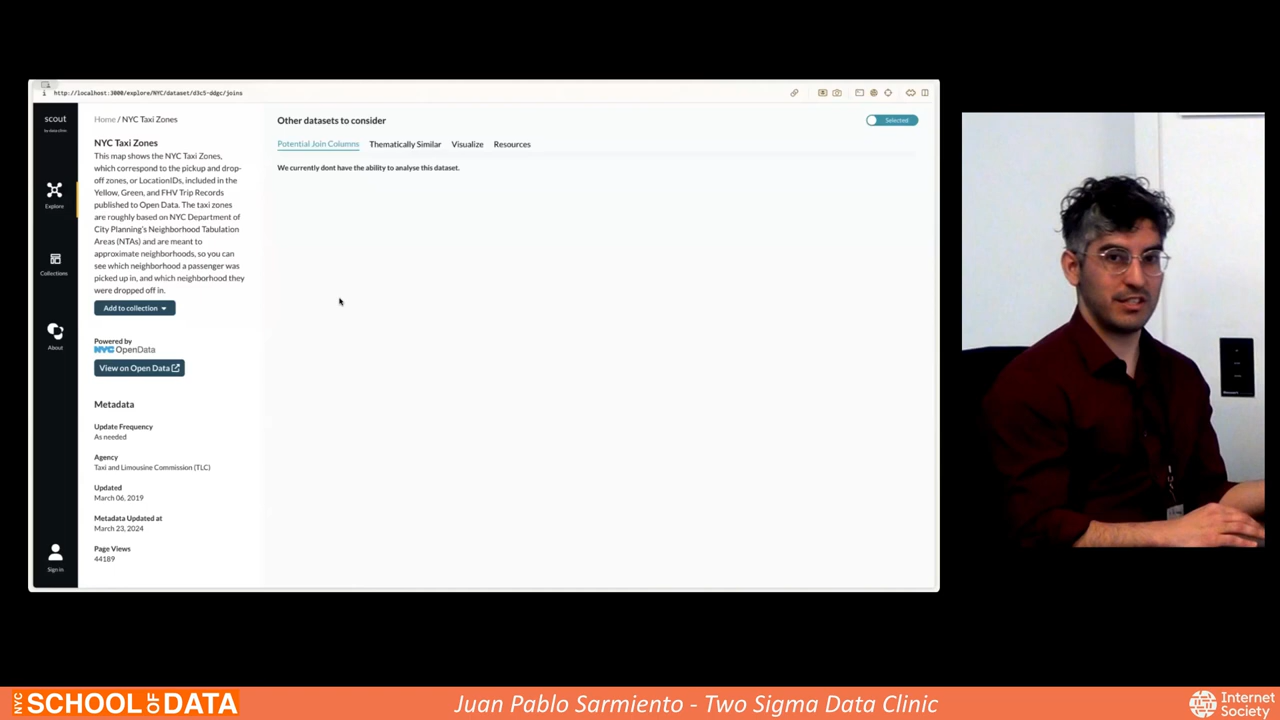 http://localhost:3000/explore/NYC/dataset/d3c5-ddgc/joins
scout
by data clinic
Explore
Collections
About
Sign in
Home / NYC Taxi Zones
NYC Taxi Zones
This map shows the NYC Taxi Zones,
which correspond to the pickup and drop-
off zones, or LocationIDs, included in the
Yellow, Green, and FHV Trip Records
published to Open Data. The taxi zones
are roughly based on NYC Department of
City Planning's Neighborhood Tabulation
Areas (NTAs) and are meant to
approximate neighborhoods, so you can
see which neighborhood a passenger was
picked up in, and which neighborhood they
were dropped off in.
Add to collection
Powered by
NYC OpenData
View on Open Data
Metadata
Update Frequency
As needed
Agency
Taxi and Limousine Commission (TLC)
Updated
March 06, 2019
Metadata Updated at
March 23, 2024
Page Views
44189
Other datasets to consider
Selected
Potential Join Columns Thematically Similar Visualize Resources
We currently dont have the ability to analyse this dataset.
NYC SCHOOL OF DATA
Juan Pablo Sarmiento - Two Sigma Data Clinic
Internet
Society